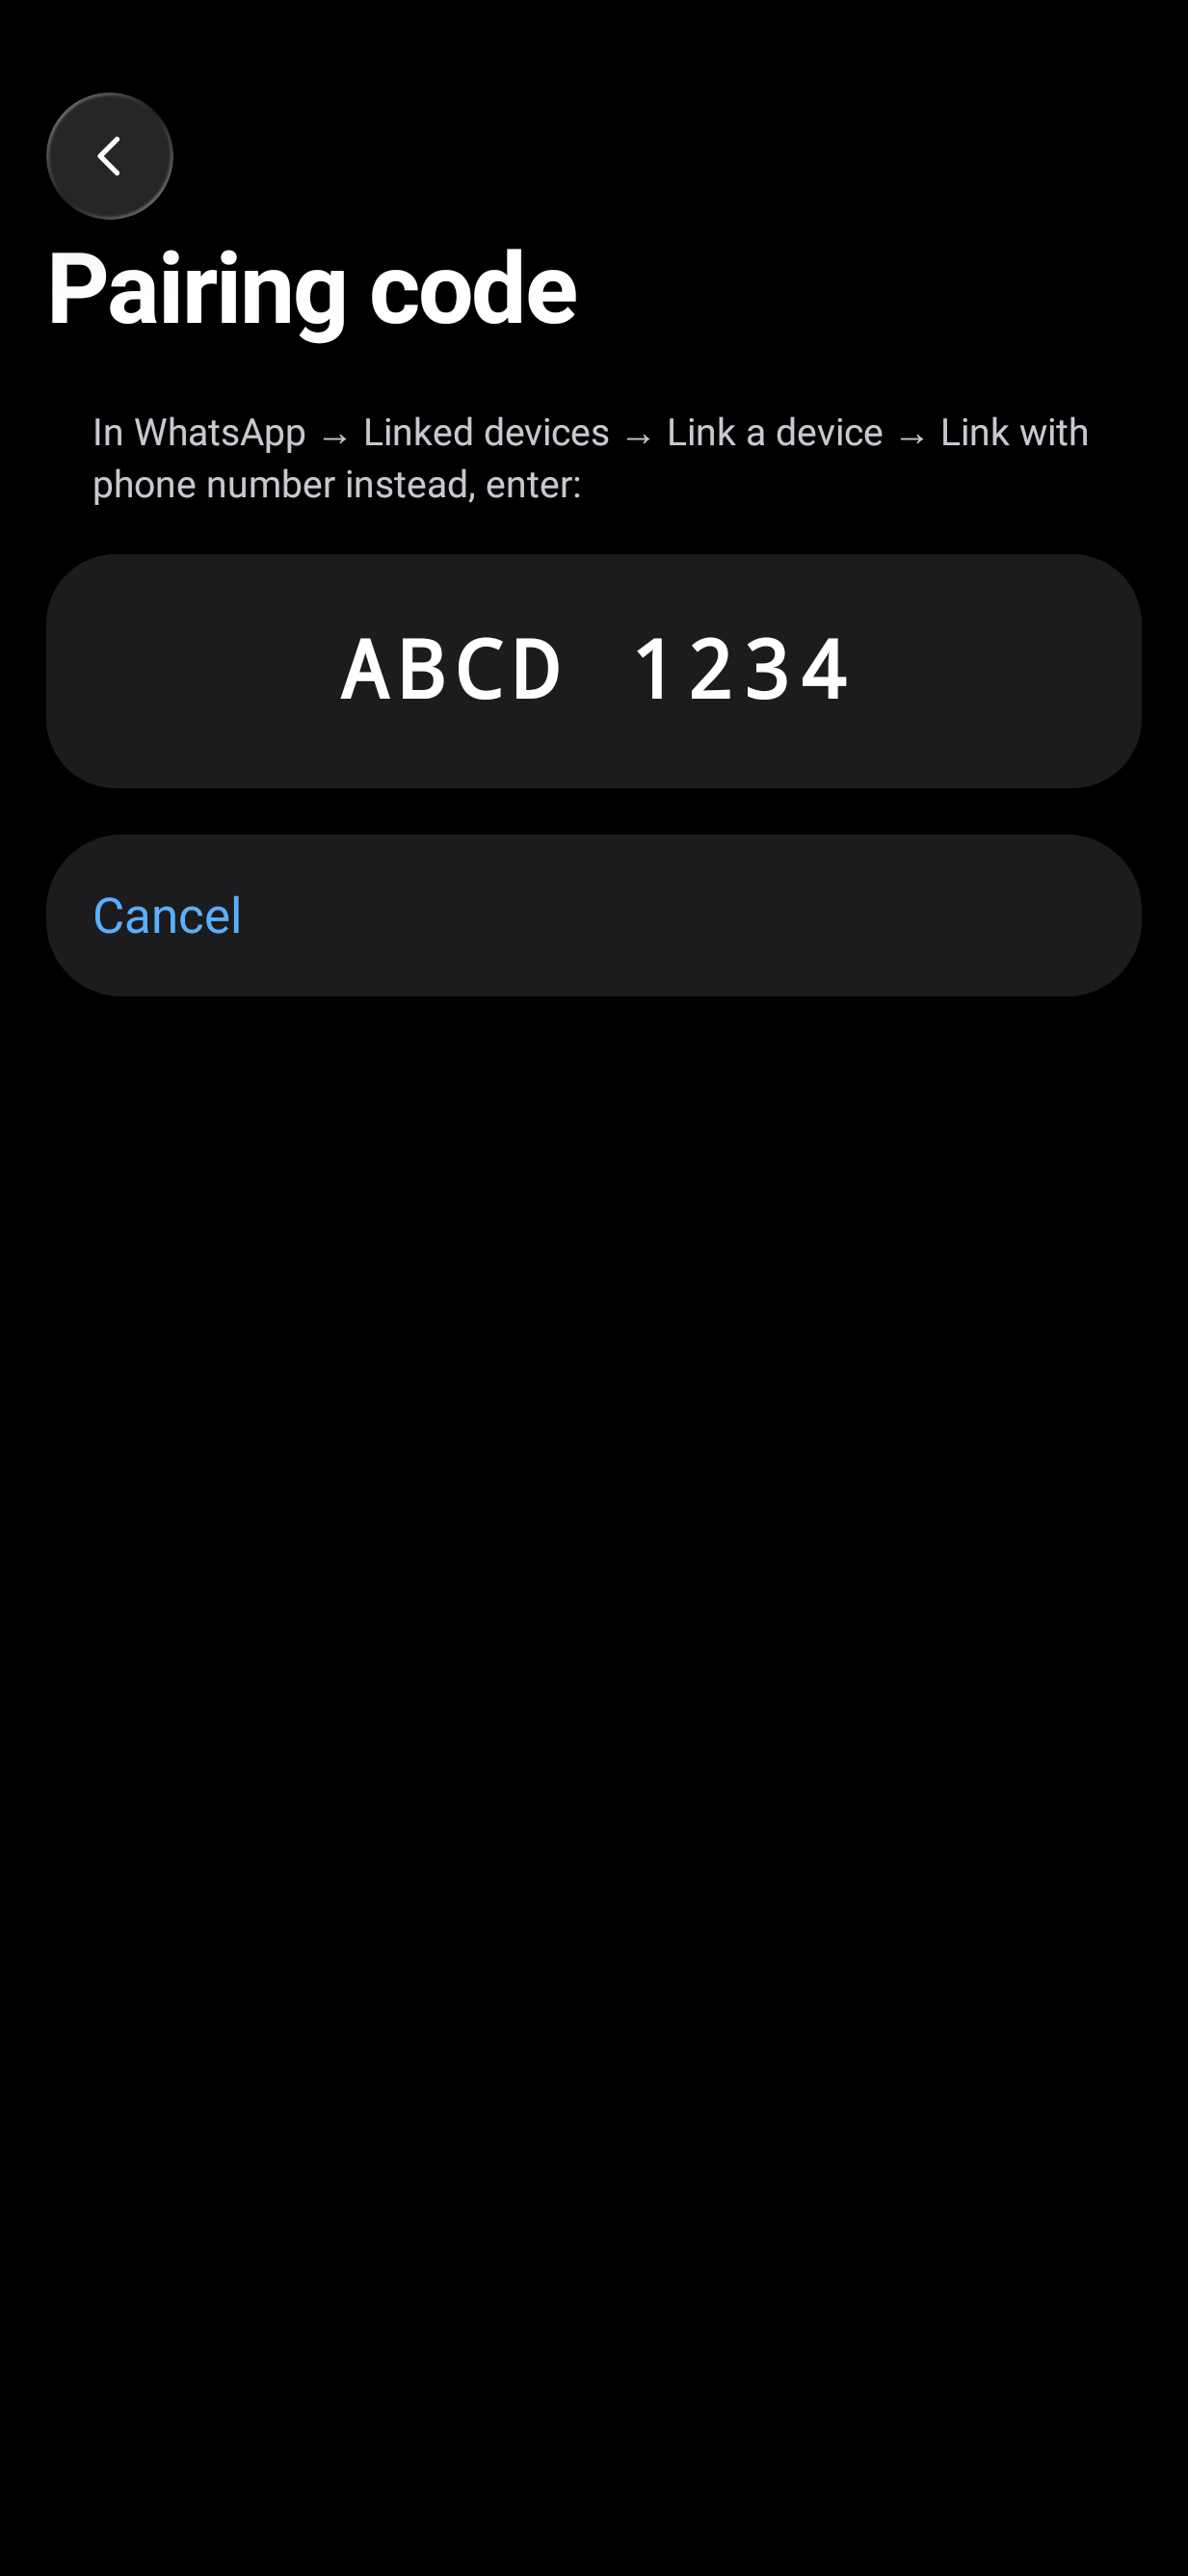 Pairing code
In WhatsApp → Linked devices → Link a device → Link with
phone number instead, enter:
ABCD 1234
Cancel